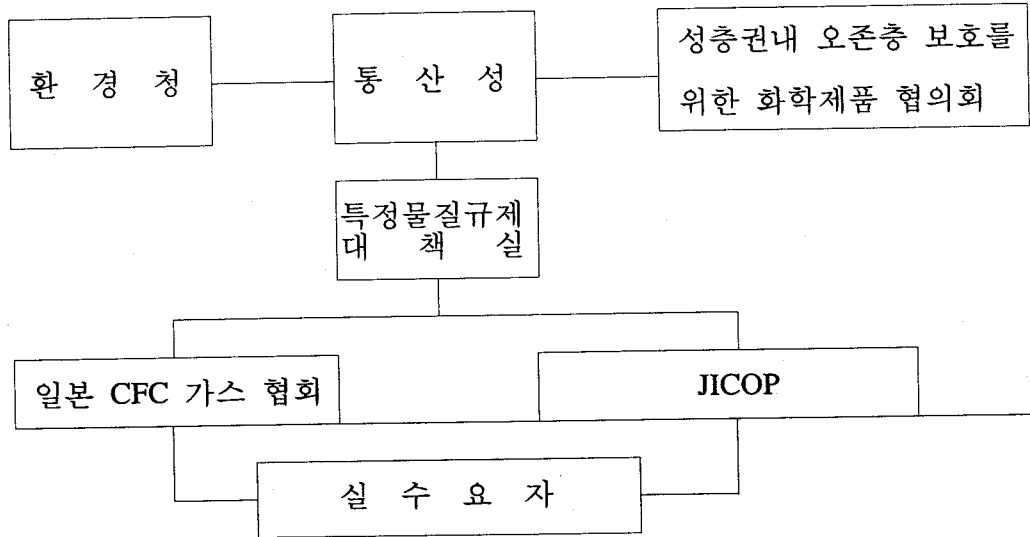 환 경 청
통 산 성
성층권내 오존층 보호를
위한 화학제품 협의회
특정물질규제
대 책 실
일본 CFC 가스 협회
JICOP
실 수 요 자